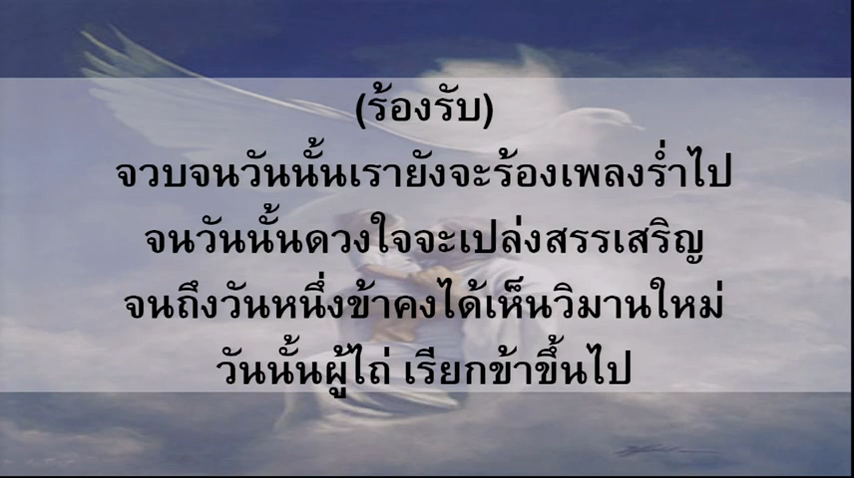 (ร้องรับ)
จวบจนวันนั้นเรายังจะร้องเพลงร่ำไป
จนวันนั้นดวงใจจะเปล่งสรรเสริญ
จนถึงวันหนึ่งข้าคงได้เห็นวิมานใหม่
วันนั้นผู้ไถ่ เรียกข้าขึ้นไป